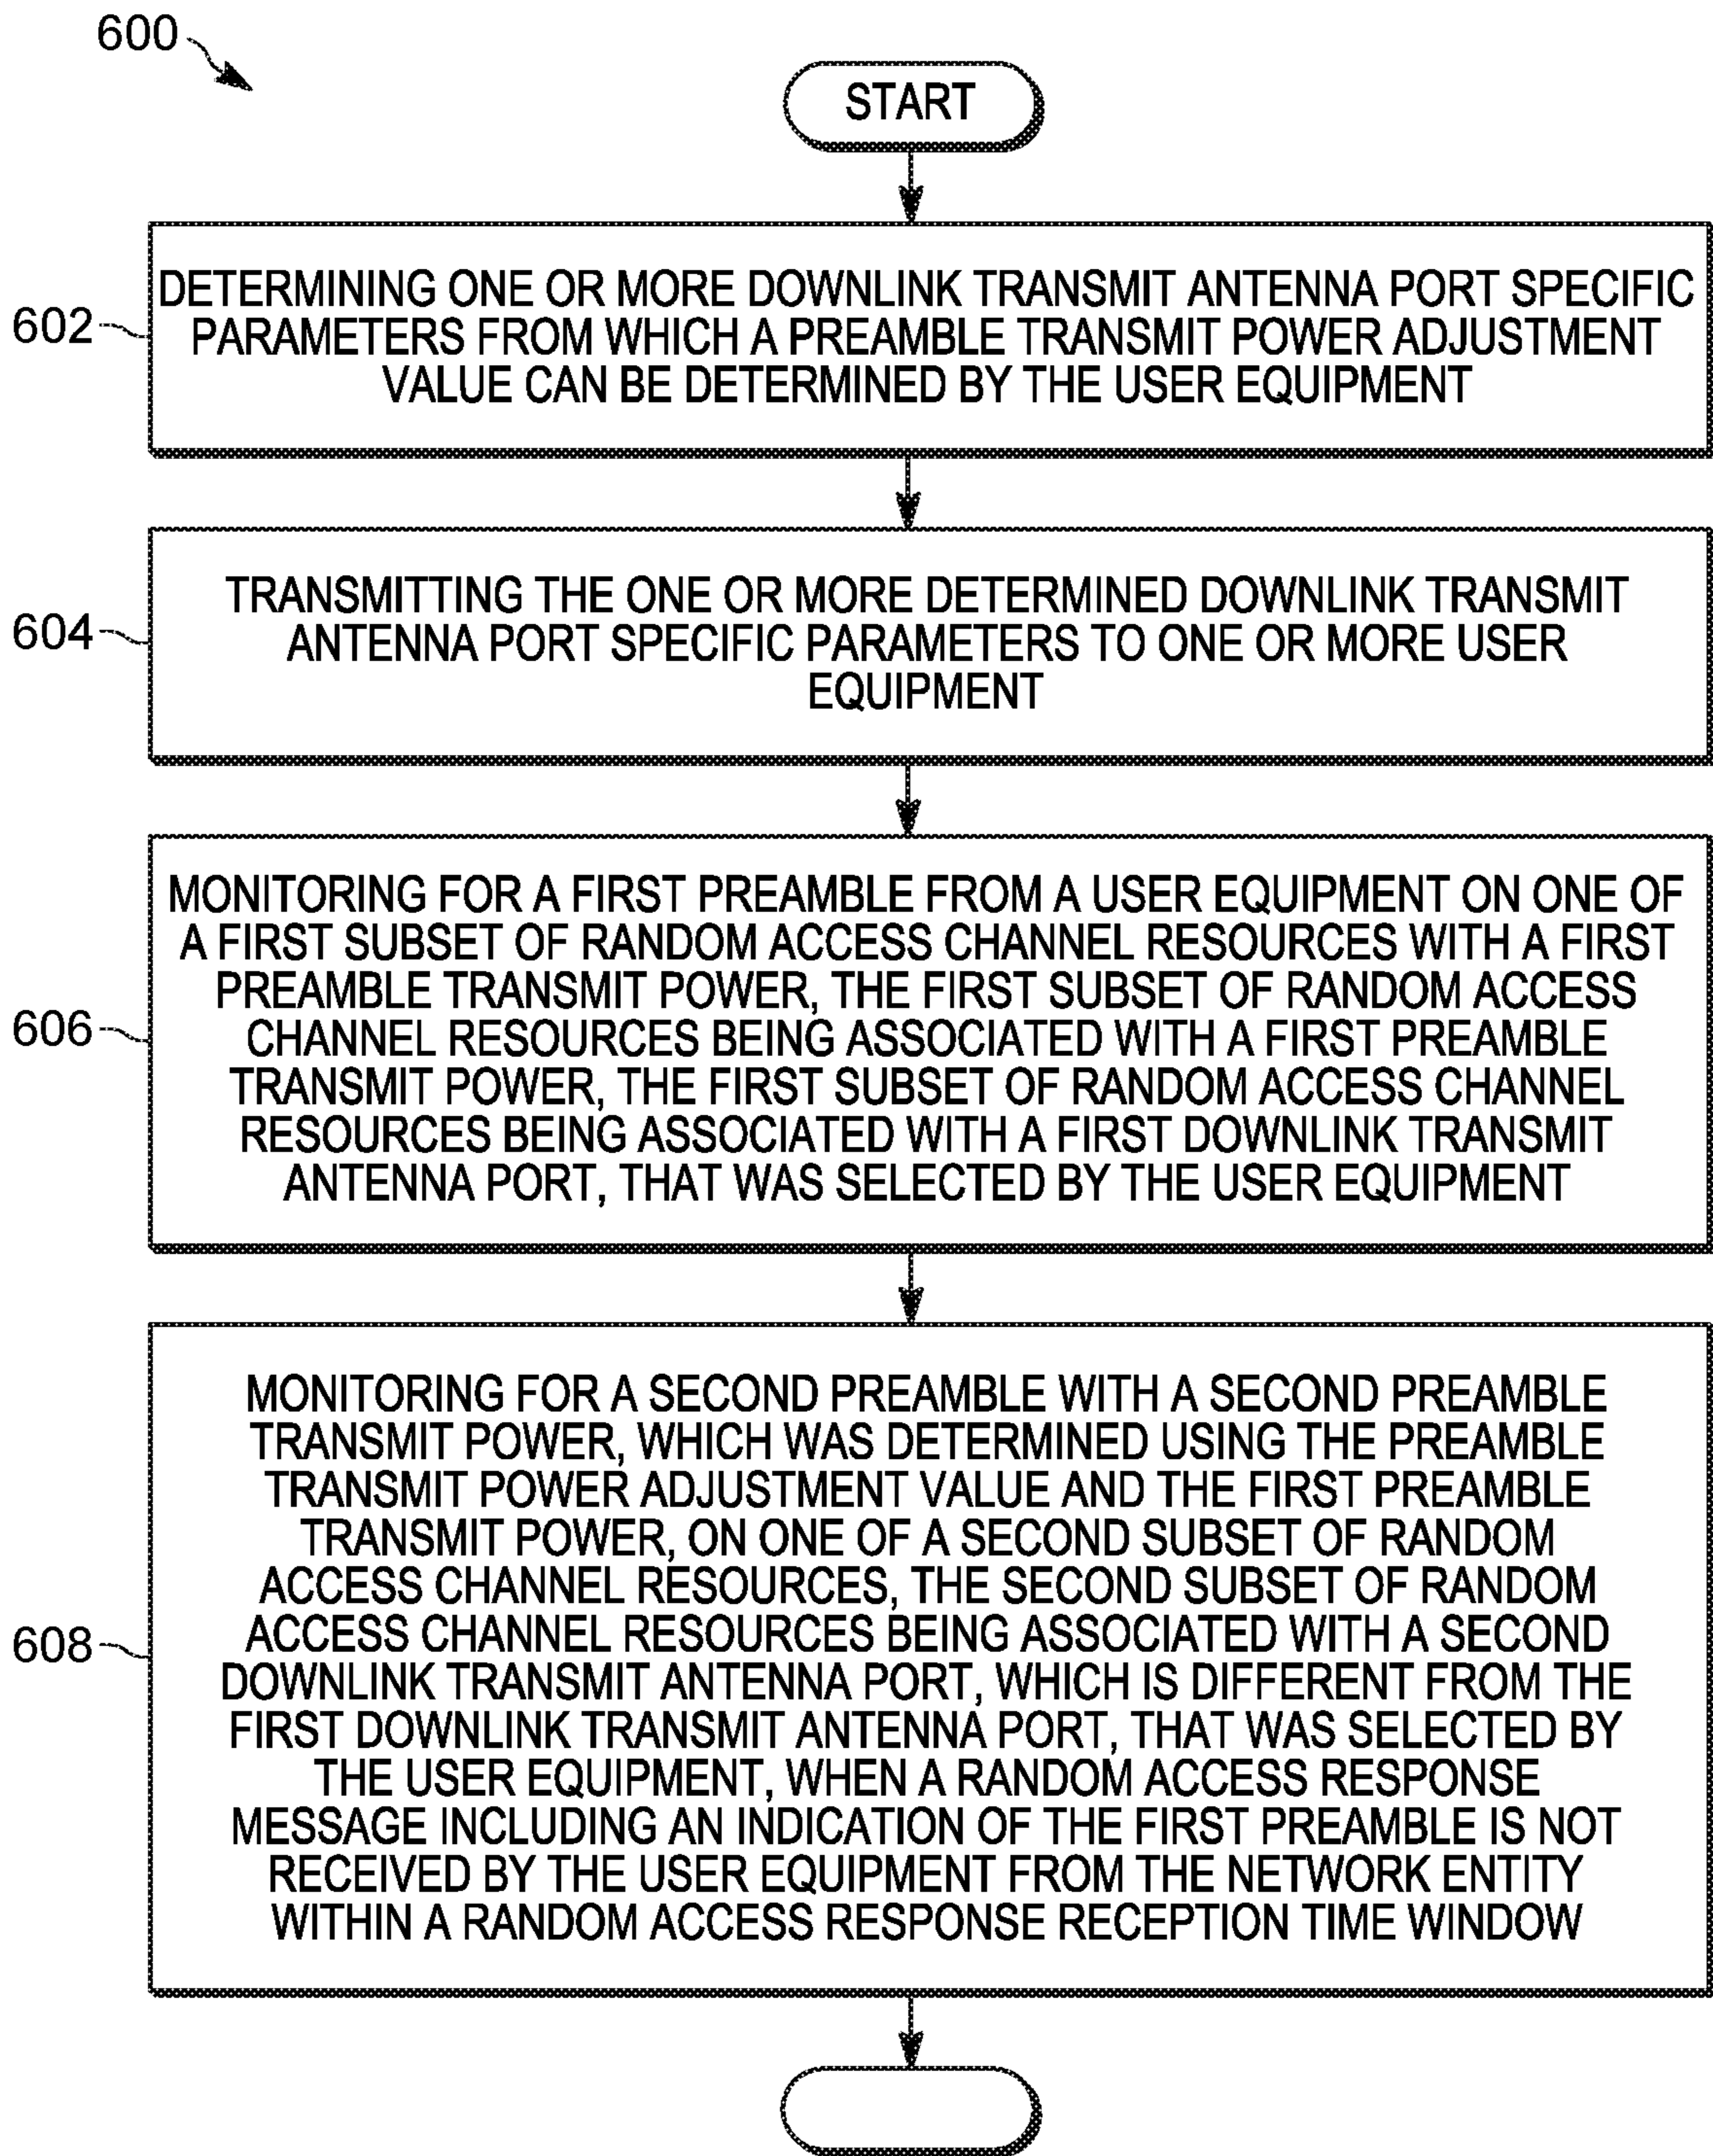 600
START
602
DETERMINING ONE OR MORE DOWNLINK TRANSMIT ANTENNA PORT SPECIFIC
PARAMETERS FROM WHICH A PREAMBLE TRANSMIT POWER ADJUSTMENT
VALUE CAN BE DETERMINED BY THE USER EQUIPMENT
604
TRANSMITTING THE ONE OR MORE DETERMINED DOWNLINK TRANSMIT
ANTENNA PORT SPECIFIC PARAMETERS TO ONE OR MORE USER
EQUIPMENT
606
MONITORING FOR A FIRST PREAMBLE FROM A USER EQUIPMENT ON ONE OF
A FIRST SUBSET OF RANDOM ACCESS CHANNEL RESOURCES WITH A FIRST
PREAMBLE TRANSMIT POWER, THE FIRST SUBSET OF RANDOM ACCESS
CHANNEL RESOURCES BEING ASSOCIATED WITH A FIRST PREAMBLE
TRANSMIT POWER, THE FIRST SUBSET OF RANDOM ACCESS CHANNEL
RESOURCES BEING ASSOCIATED WITH A FIRST DOWNLINK TRANSMIT
ANTENNA PORT, THAT WAS SELECTED BY THE USER EQUIPMENT
608
MONITORING FOR A SECOND PREAMBLE WITH A SECOND PREAMBLE
TRANSMIT POWER, WHICH WAS DETERMINED USING THE PREAMBLE
TRANSMIT POWER ADJUSTMENT VALUE AND THE FIRST PREAMBLE
TRANSMIT POWER, ON ONE OF A SECOND SUBSET OF RANDOM
ACCESS CHANNEL RESOURCES, THE SECOND SUBSET OF RANDOM
ACCESS CHANNEL RESOURCES BEING ASSOCIATED WITH A SECOND
DOWNLINK TRANSMIT ANTENNA PORT, WHICH IS DIFFERENT FROM THE
FIRST DOWNLINK TRANSMIT ANTENNA PORT, THAT WAS SELECTED BY
THE USER EQUIPMENT, WHEN A RANDOM ACCESS RESPONSE
MESSAGE INCLUDING AN INDICATION OF THE FIRST PREAMBLE IS NOT
RECEIVED BY THE USER EQUIPMENT FROM THE NETWORK ENTITY
WITHIN A RANDOM ACCESS RESPONSE RECEPTION TIME WINDOW